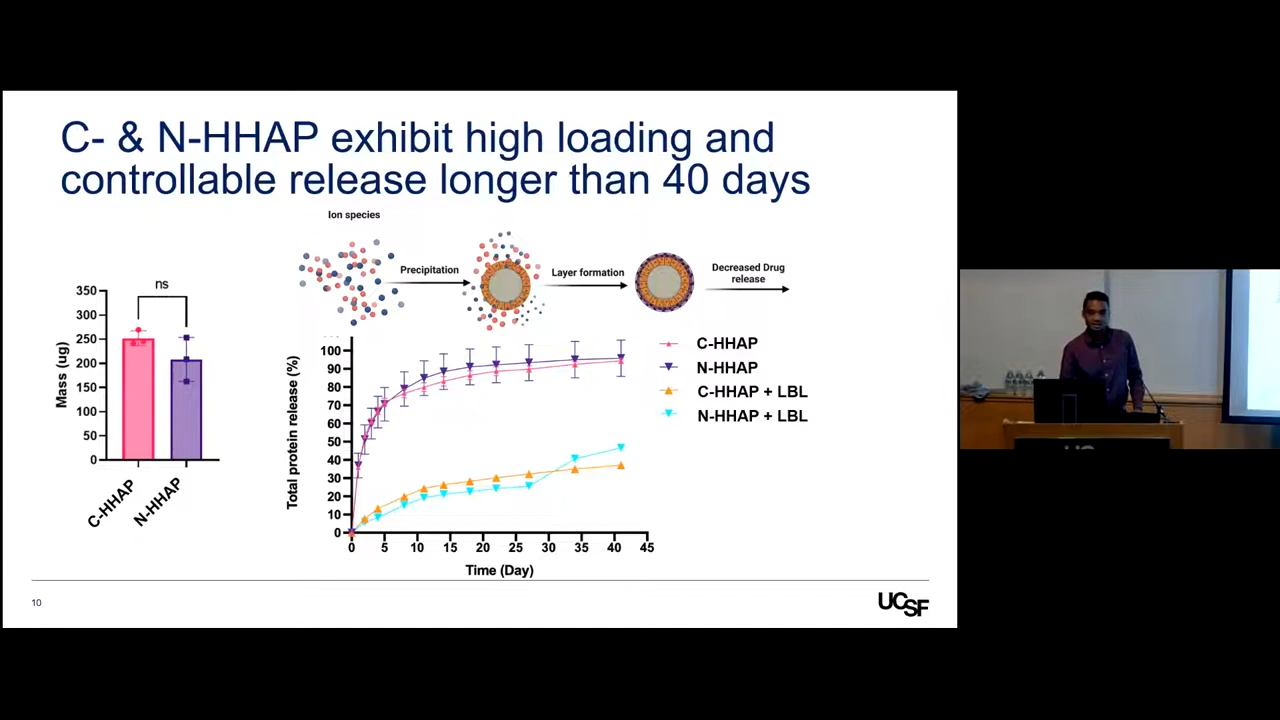 C- & N-HHAP exhibit high loading and
controllable release longer than 40 days
Ion species
Precipitation
Layer formation
Decreased Drug
release
ns
350
300
250
200
150
100
50
0
Mass (ug)
C-HHAP
N-HHAP
100
90
80
70
60
50
40
30
20
10
0
Total protein release (%)
0 5 10 15 20 25 30 35 40 45
Time (Day)
C-HHAP
N-HHAP
C-HHAP + LBL
N-HHAP + LBL
10
UCSF